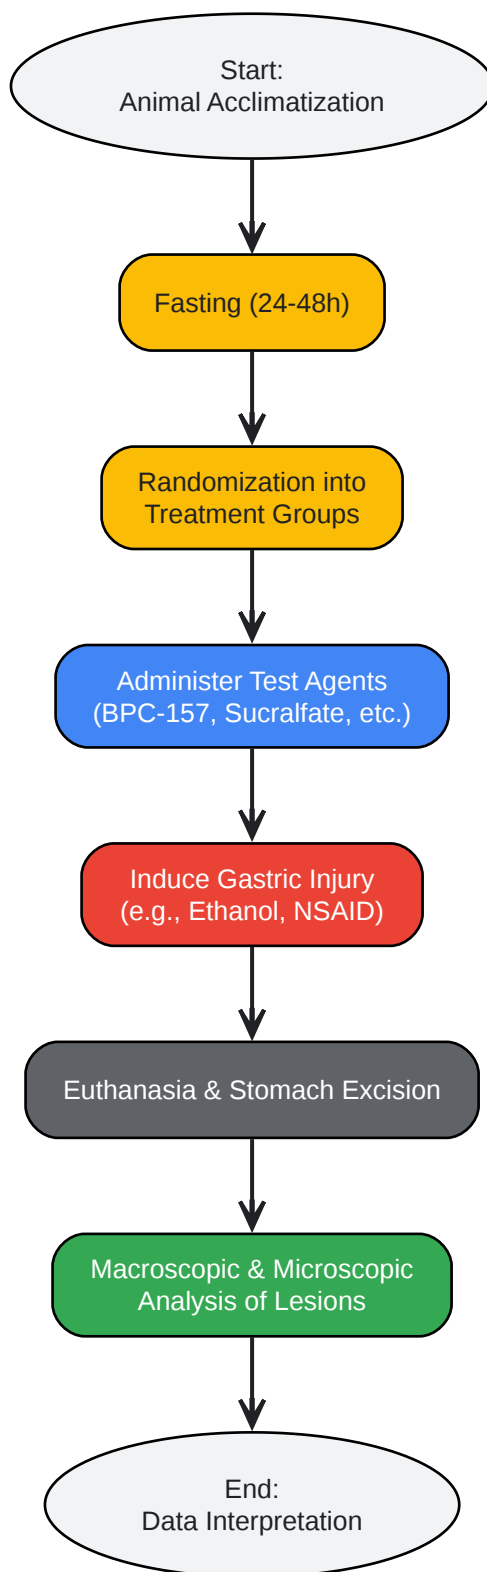 Start:
Animal Acclimatization
Fasting (24-48h)
Randomization into
Treatment Groups
Administer Test Agents
(BPC-157, Sucralfate, etc.)
Induce Gastric Injury
(e.g., Ethanol, NSAID)
Euthanasia & Stomach Excision
Macroscopic & Microscopic
Analysis of Lesions
End:
Data Interpretation